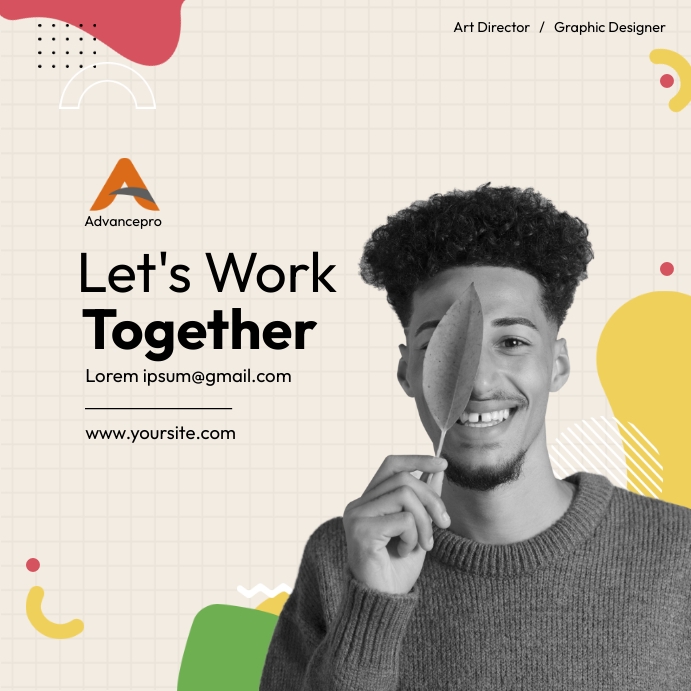 Art Director / Graphic Designer
Advancepro
Let's Work
Together
Lorem ipsum@gmail.com
www.yoursite.com